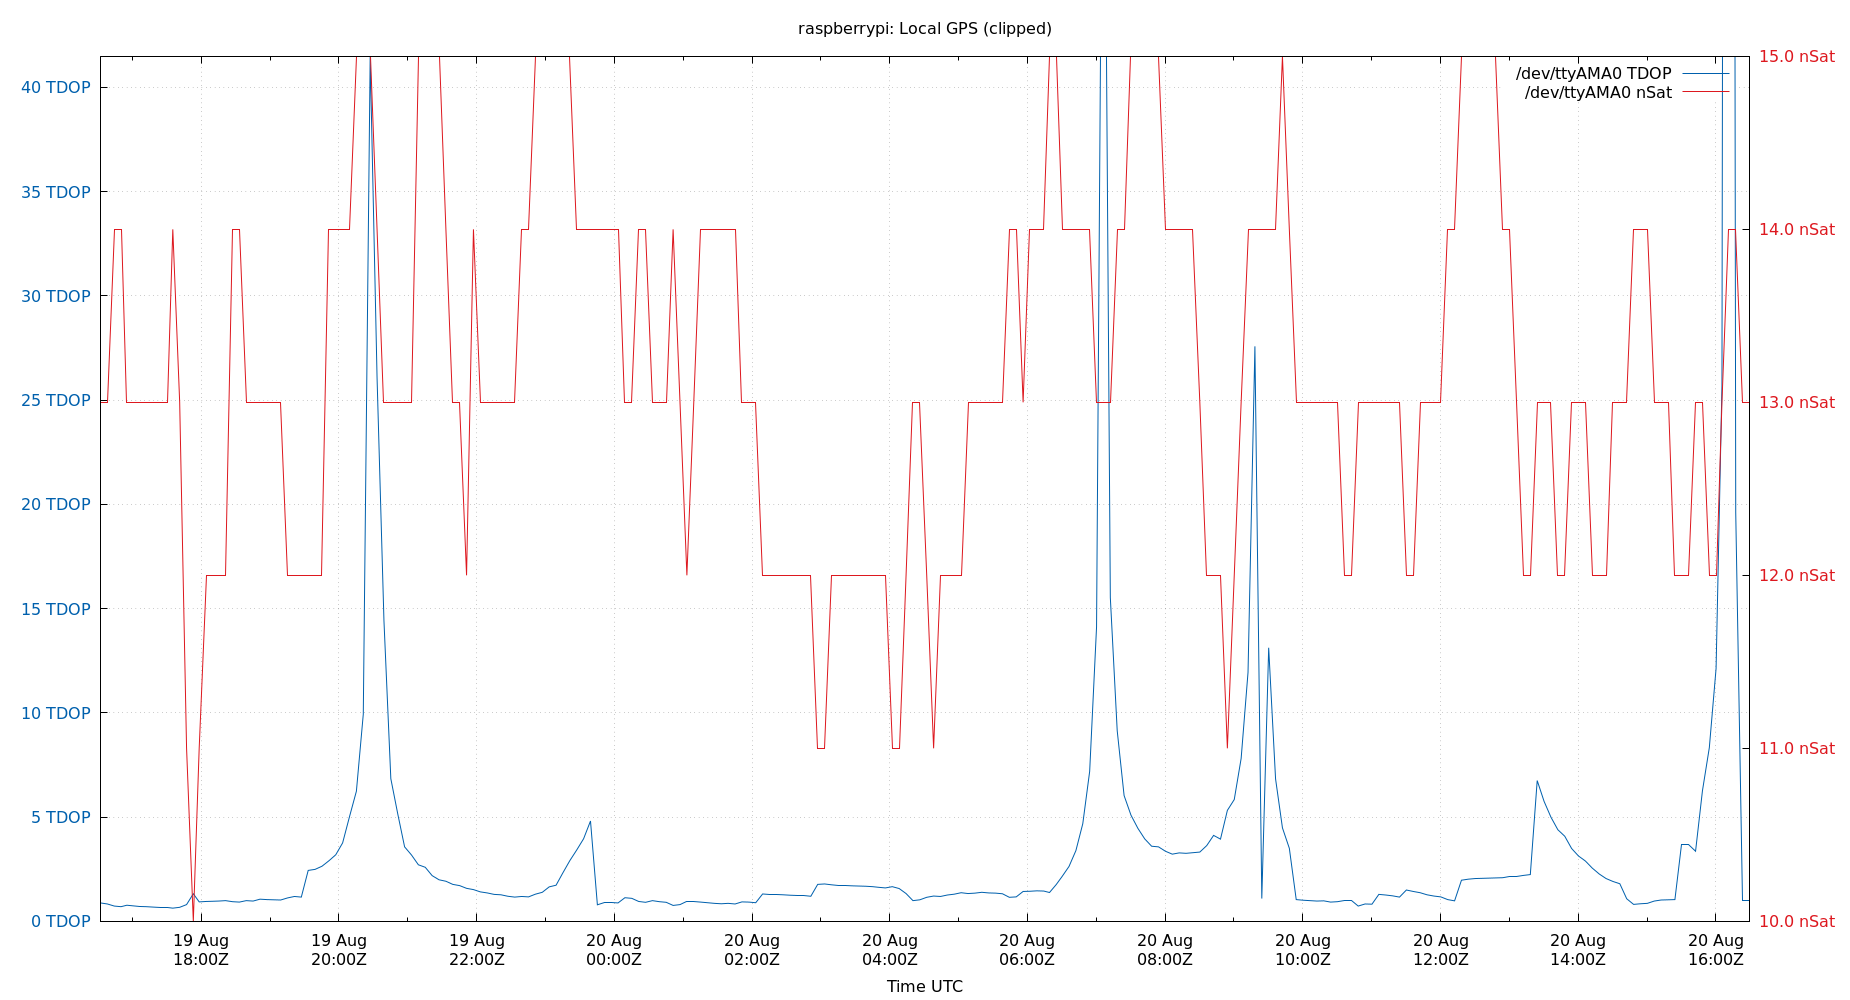 raspberrypi: Local GPS (clipped)
/dev/ttyAMA0 TDOP
/dev/ttyAMA0 nSat
40 TDOP
35 TDOP
30 TDOP
25 TDOP
20 TDOP
15 TDOP
10 TDOP
5 TDOP
0 TDOP
15.0 nSat
14.0 nSat
13.0 nSat
12.0 nSat
11.0 nSat
10.0 nSat
19 Aug
18:00Z
19 Aug
20:00Z
19 Aug
22:00Z
20 Aug
00:00Z
20 Aug
02:00Z
20 Aug
04:00Z
20 Aug
06:00Z
20 Aug
08:00Z
20 Aug
10:00Z
20 Aug
12:00Z
20 Aug
14:00Z
20 Aug
16:00Z
Time UTC